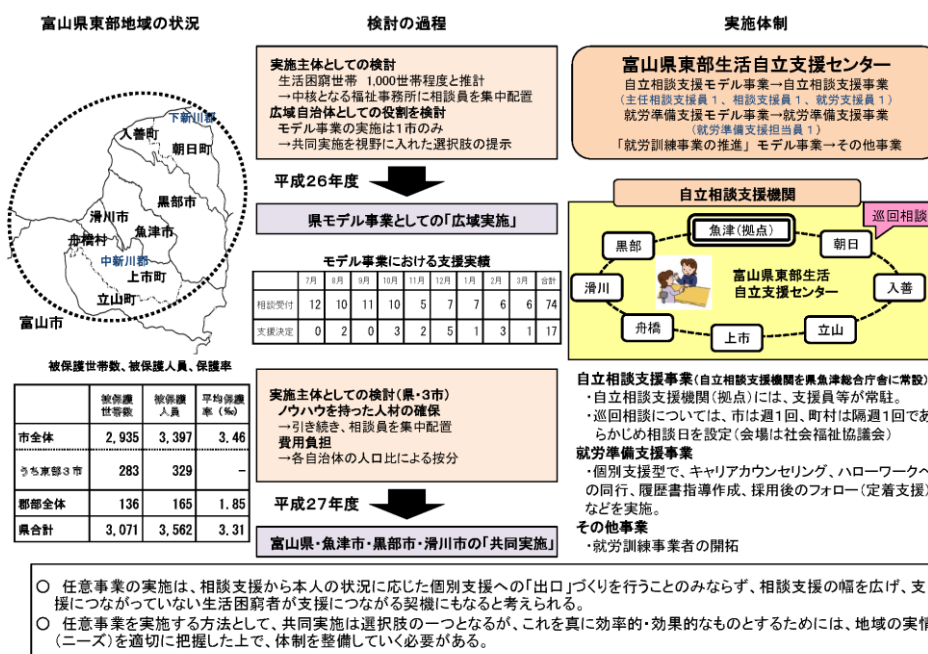 富山県東部地域の状況
下新川郡
入善町
朝日町
黒部市
滑川市
魚津市
舟橋村
中新川郡
上市町
立山町
富山市
被保護世帯数、被保護人員、保護率
被保護世帯数 被保護人員 平均保護率(‰)
市全体 2,935 3,397 3.46
うち東部3市 283 329 −
郡部全体 136 165 1.85
県合計 3,071 3,562 3.31
検討の過程
実施主体としての検討
生活困窮世帯 1,000世帯程度と推計
→中核となる福祉事務所に相談員を集中配置
広域自治体としての役割を検討
モデル事業の実施は1市のみ
→共同実施を視野に入れた選択肢の提示
平成26年度
県モデル事業としての「広域実施」
モデル事業における支援実績
7月 8月 9月 10月 11月 12月 1月 2月 3月 合計
相談受付 12 10 11 10 5 7 7 6 6 74
支援決定 0 2 0 3 2 5 1 3 1 17
実施主体としての検討(県・3市)
ノウハウを持った人材の確保
→引き続き、相談員を集中配置
費用負担
→各自治体の人口比による按分
平成27年度
富山県・魚津市・黒部市・滑川市の「共同実施」
実施体制
富山県東部生活自立支援センター
自立相談支援モデル事業→自立相談支援事業
(主任相談支援員1、相談支援員1、就労支援員1)
就労準備支援モデル事業→就労準備支援事業
(就労準備支援担当員1)
「就労訓練事業の推進」モデル事業→その他事業
自立相談支援機関
巡回相談
魚津(拠点)
黒部
朝日
滑川
富山県東部生活
自立支援センター
入善
舟橋
上市
立山
自立相談支援事業(自立相談支援機関を県魚津総合庁舎に常設)
・自立相談支援機関(拠点)には、支援員等が常駐。
・巡回相談については、市は週1回、町村は隔週1回であ
らかじめ相談日を設定(会場は社会福祉協議会)
就労準備支援事業
・個別支援型で、キャリアカウンセリング、ハローワークへ
の同行、履歴書指導作成、採用後のフォロー(定着支援)
などを実施。
その他事業
・就労訓練事業者の開拓
○ 任意事業の実施は、相談支援から本人の状況に応じた個別支援への「出口」づくりを行うことのみならず、相談支援の幅を広げ、支
援につながっていない生活困窮者が支援につながる契機にもなると考えられる。
○ 任意事業を実施する方法として、共同実施は選択肢の一つとなるが、これを真に効率的・効果的なものとするためには、地域の実情
(ニーズ)を適切に把握した上で、体制を整備していく必要がある。